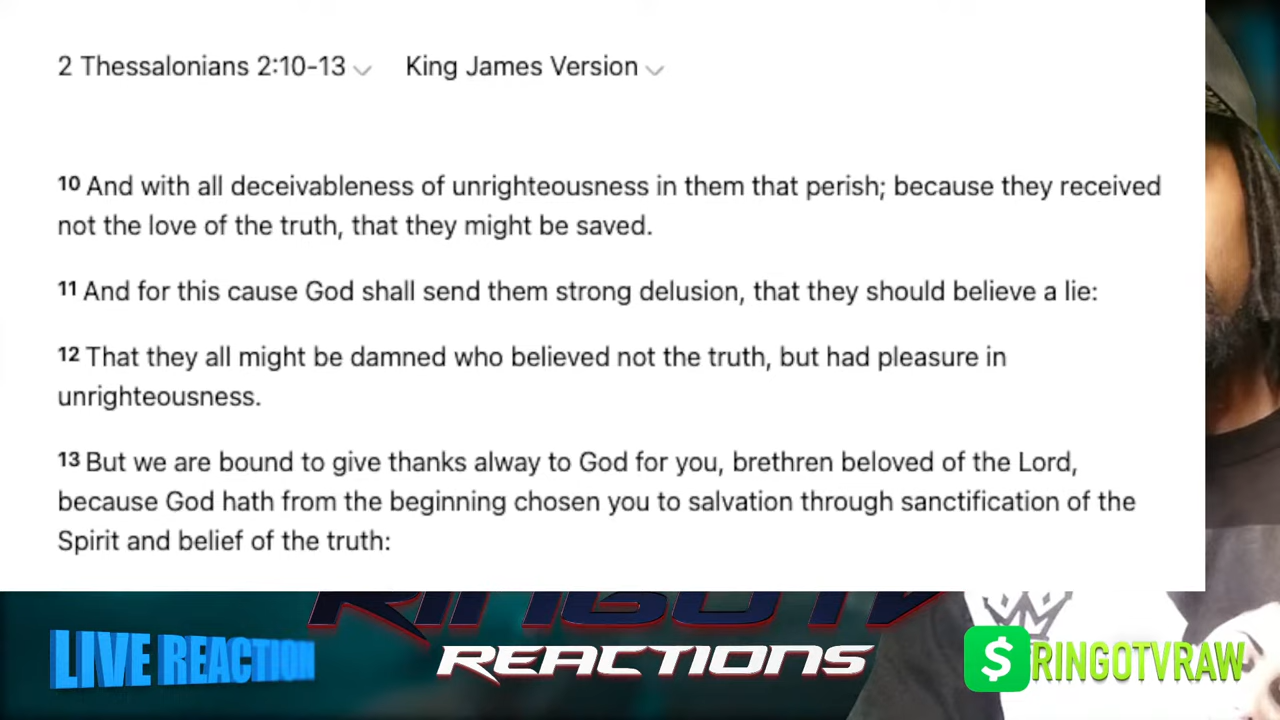 2 Thessalonians 2:10-13 King James Version
10 And with all deceivableness of unrighteousness in them that perish; because they received
not the love of the truth, that they might be saved.
11 And for this cause God shall send them strong delusion, that they should believe a lie:
12 That they all might be damned who believed not the truth, but had pleasure in
unrighteousness.
13 But we are bound to give thanks alway to God for you, brethren beloved of the Lord,
because God hath from the beginning chosen you to salvation through sanctification of the
Spirit and belief of the truth:
RINGOTV
REACTIONS
LIVE REACTION
$ RINGOTVRAW